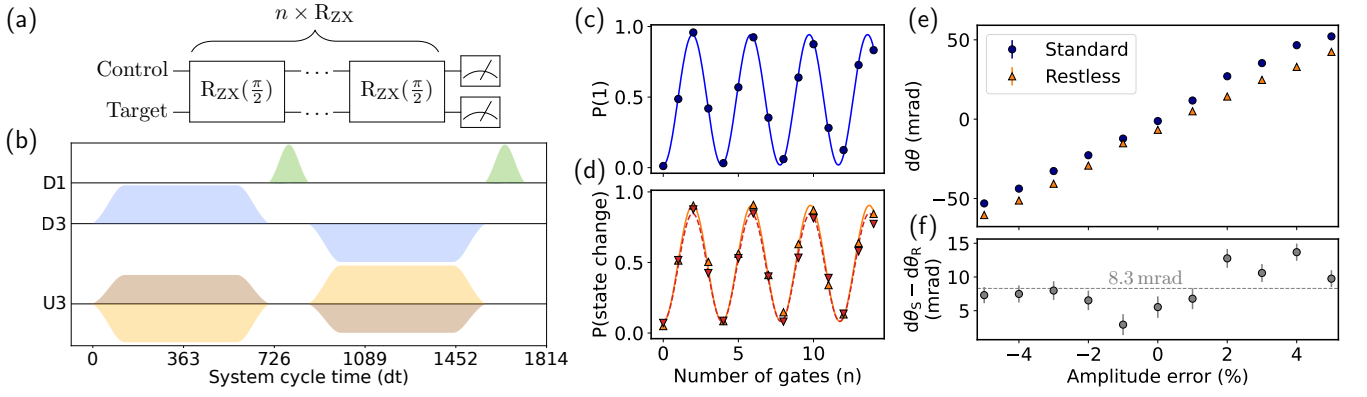 (a)
n × R_ZX
Control
Target
R_ZX(π/2)
...
R_ZX(π/2)
...
(b)
D1
D3
U3
0 363 726 1089 1452 1814
System cycle time (dt)
(c)
P(1)
1.0
0.5
0.0
(d)
P(state change)
1.0
0.5
0.0
0 5 10
Number of gates (n)
(e)
dθ (mrad)
50
0
−50
Standard
Restless
(f)
dθ_S − dθ_R
(mrad)
15
10
5
8.3 mrad
−4 −2 0 2 4
Amplitude error (%)